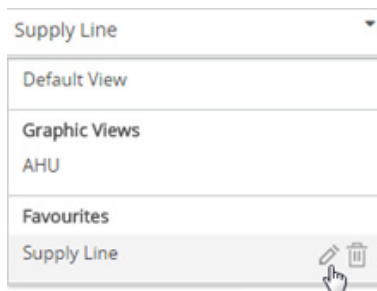 Supply Line
Default View
Graphic Views
AHU
Favourites
Supply Line